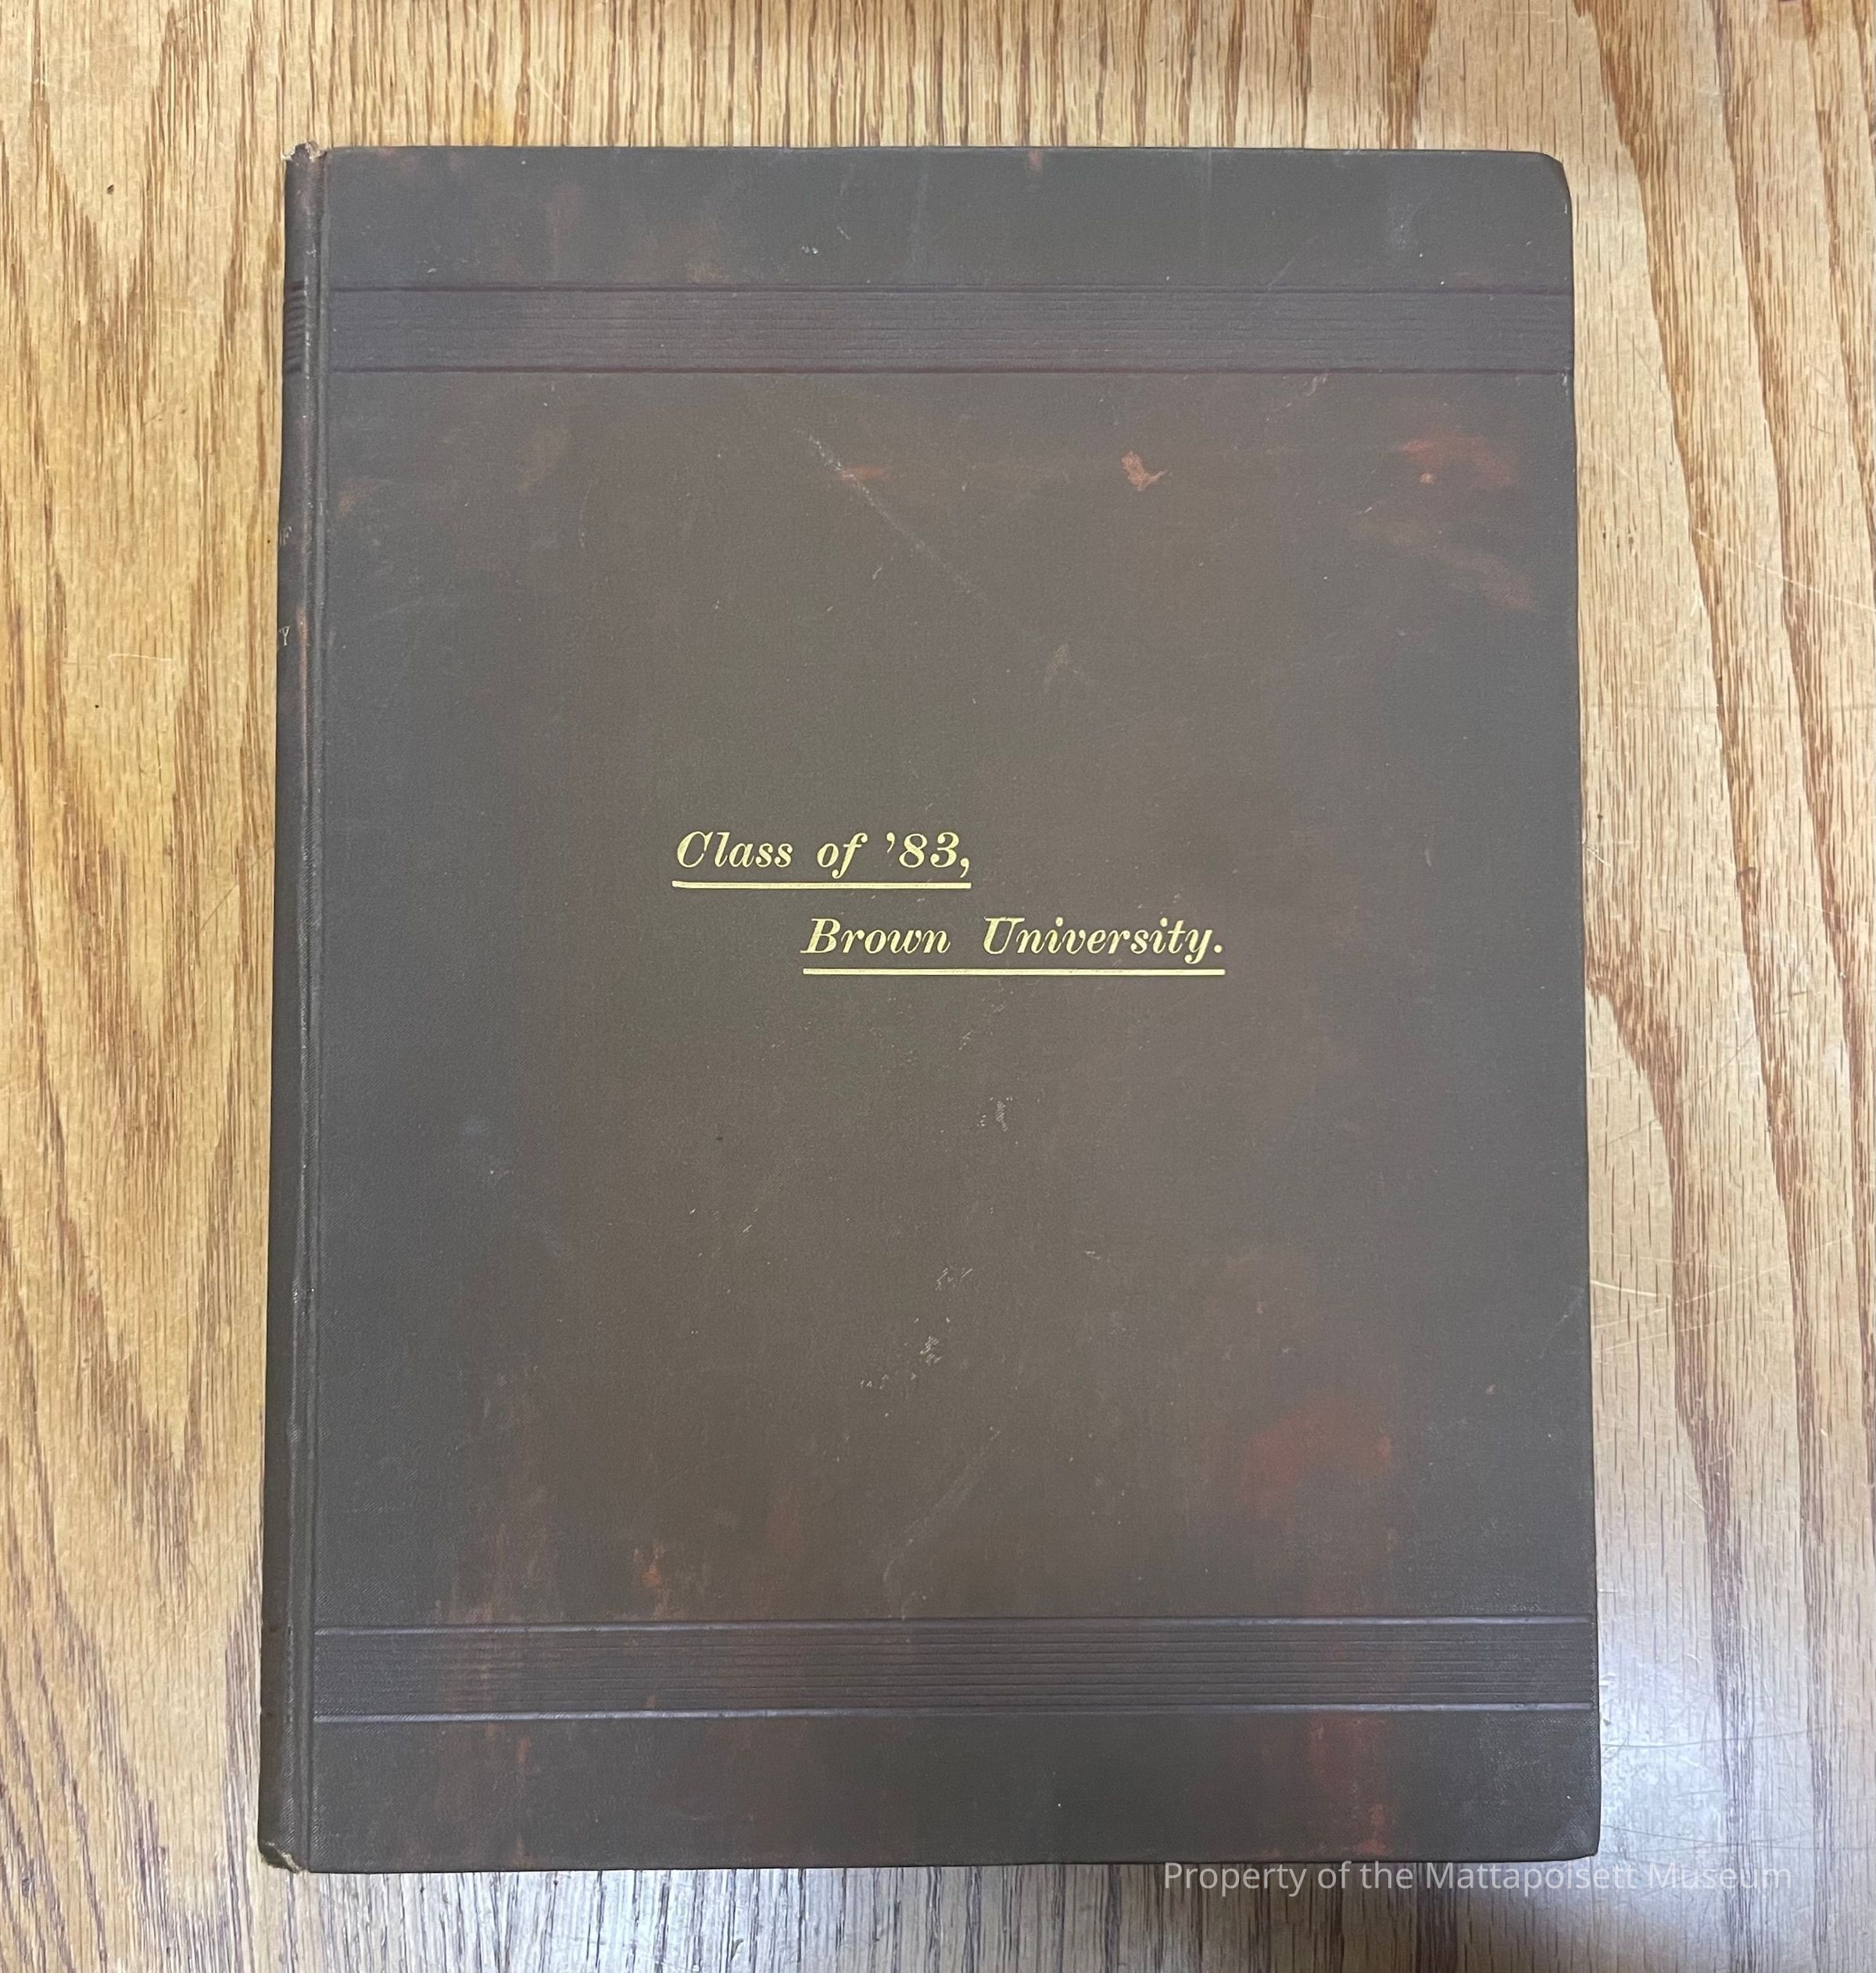 Class of ’83,
Brown University.
Property of the Mattapoisett Museum